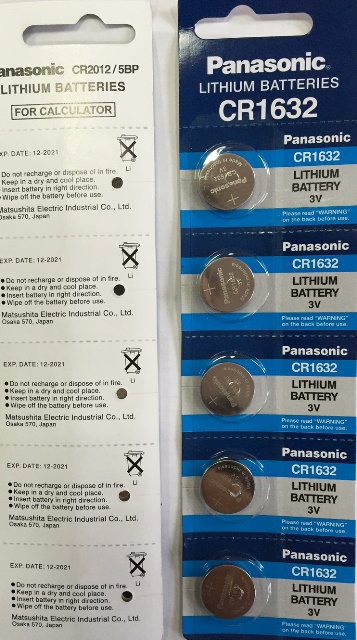 anasonic CR2012/5BP
LITHIUM BATTERIES
FOR CALCULATOR
XP. DATE: 12-2021
Do not recharge or dispose of in fire.
Keep in a dry and cool place.
Insert battery in right direction.
Wipe off the battery before use.
Li
Matsushita Electric Industrial Co., Ltd.
Osaka 570, Japan
EXP. DATE: 12-2021
Do not recharge or dispose of in fire.
Keep in a dry and cool place.
Insert battery in right direction.
Wipe off the battery before use.
Li
Matsushita Electric Industrial Co., Ltd.
Osaka 570, Japan
EXP. DATE: 12-2021
Do not recharge or dispose of in fire.
Keep in a dry and cool place.
Insert battery in right direction.
Wipe off the battery before use.
Li
Matsushita Electric Industrial Co., Ltd.
Osaka 570, Japan
EXP. DATE: 12-2021
Do not recharge or dispose of in fire.
Keep in a dry and cool place.
Insert battery in right direction.
Wipe off the battery before use.
Li
Matsushita Electric Industrial Co., Ltd.
Osaka 570, Japan
EXP. DATE: 12-2021
Do not recharge or dispose of in fire.
Keep in a dry and cool place.
Insert battery in right direction.
Wipe off the battery before use.
Li
Matsushita Electric Industrial Co., Ltd.
Osaka 570, Japan
Panasonic
LITHIUM BATTERIES
CR1632
Panasonic
CR1632
LITHIUM
BATTERY
3V
Please read "WARNING"
on the back before use.
Panasonic
Panasonic
CR1632
LITHIUM
BATTERY
3V
Please read "WARNING"
on the back before use.
Panasonic
Panasonic
CR1632
LITHIUM
BATTERY
3V
Please read "WARNING"
on the back before use.
Panasonic
CR1632
LITHIUM
BATTERY
3V
Please read "WARNING"
on the back before use.
Panasonic
CR1632
LITHIUM
BATTERY
3V